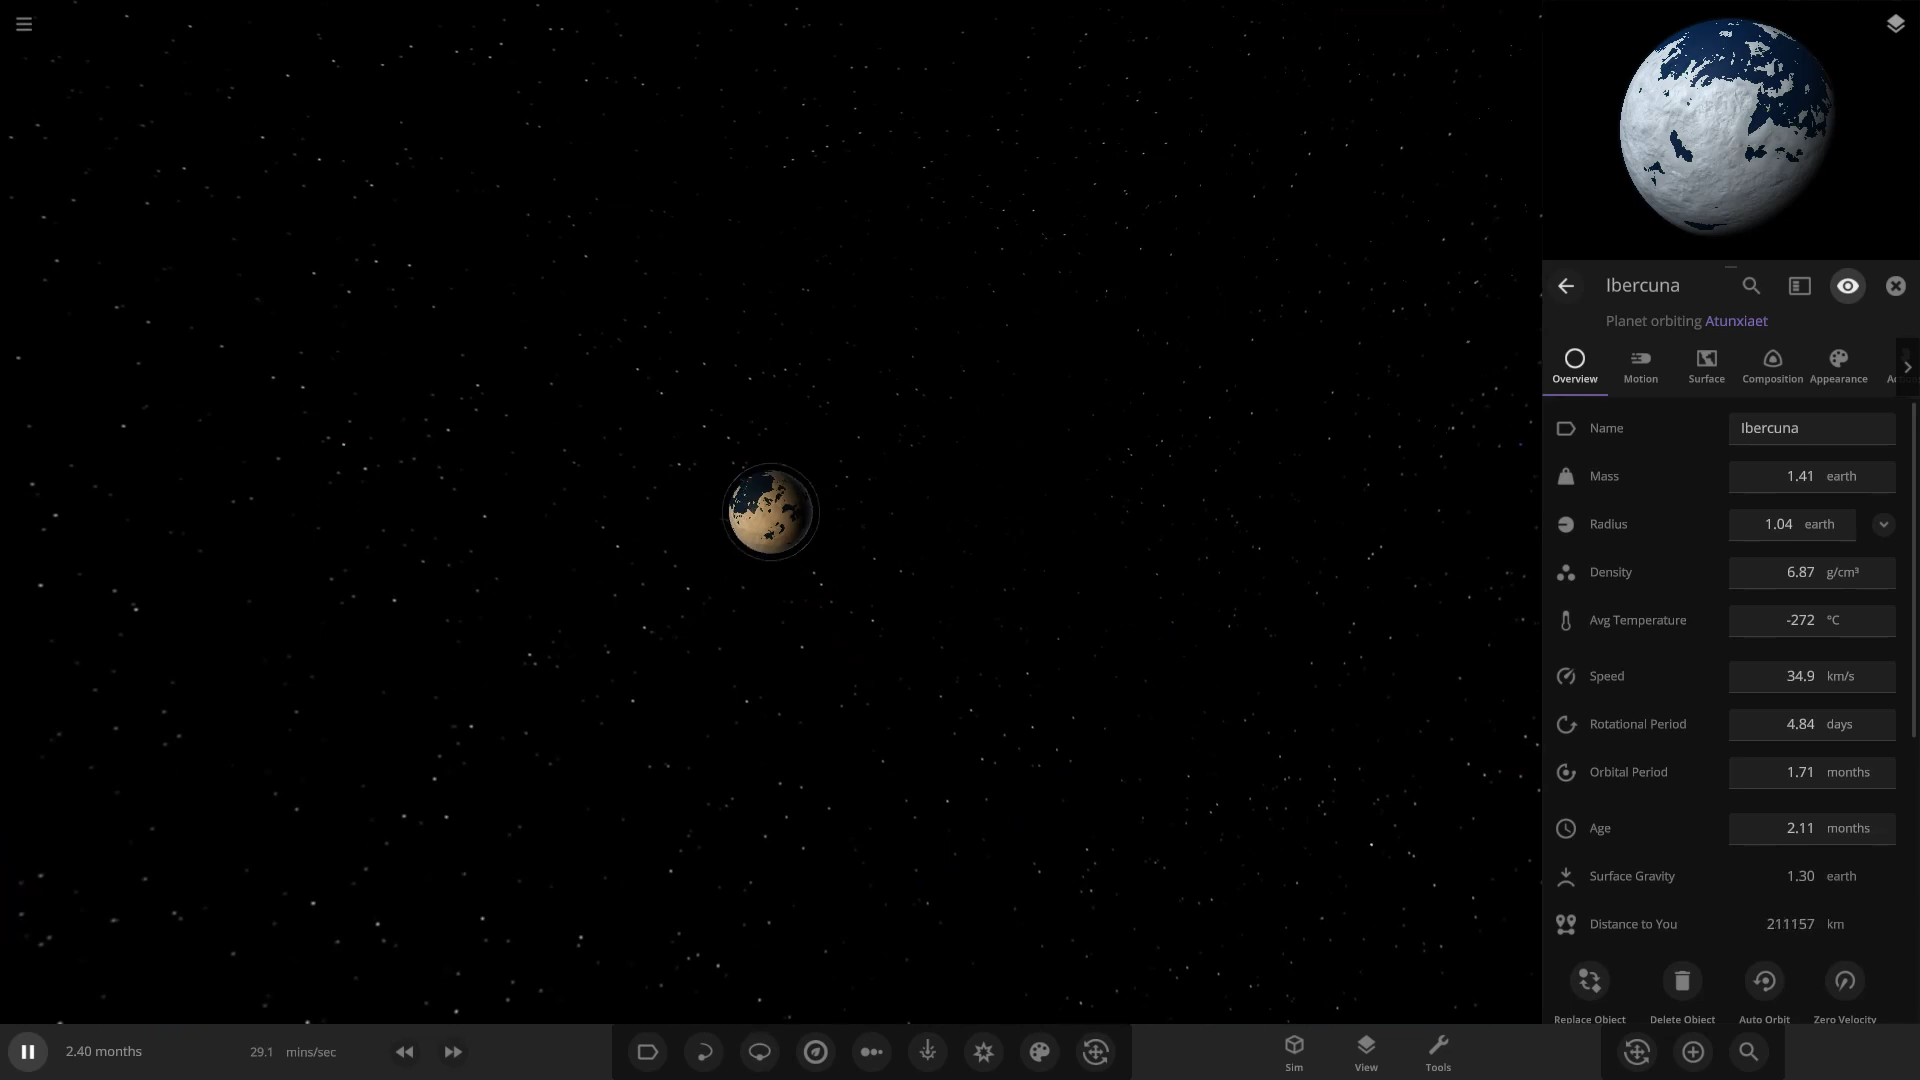 Ibercuna
Planet orbiting Atunxiaet
Overview
Motion
Surface
Composition
Appearance
Name Ibercuna
Mass 1.41 earth
Radius 1.04 earth
Density 6.87 g/cm³
Avg Temperature -272 °C
Speed 34.9 km/s
Rotational Period 4.84 days
Orbital Period 1.71 months
Age 2.11 months
Surface Gravity 1.30 earth
Distance to You 211157 km
Replace Object
Delete Object
Auto Orbit
Zero Velocity
2.40 months
29.1 mins/sec
Sim
View
Tools